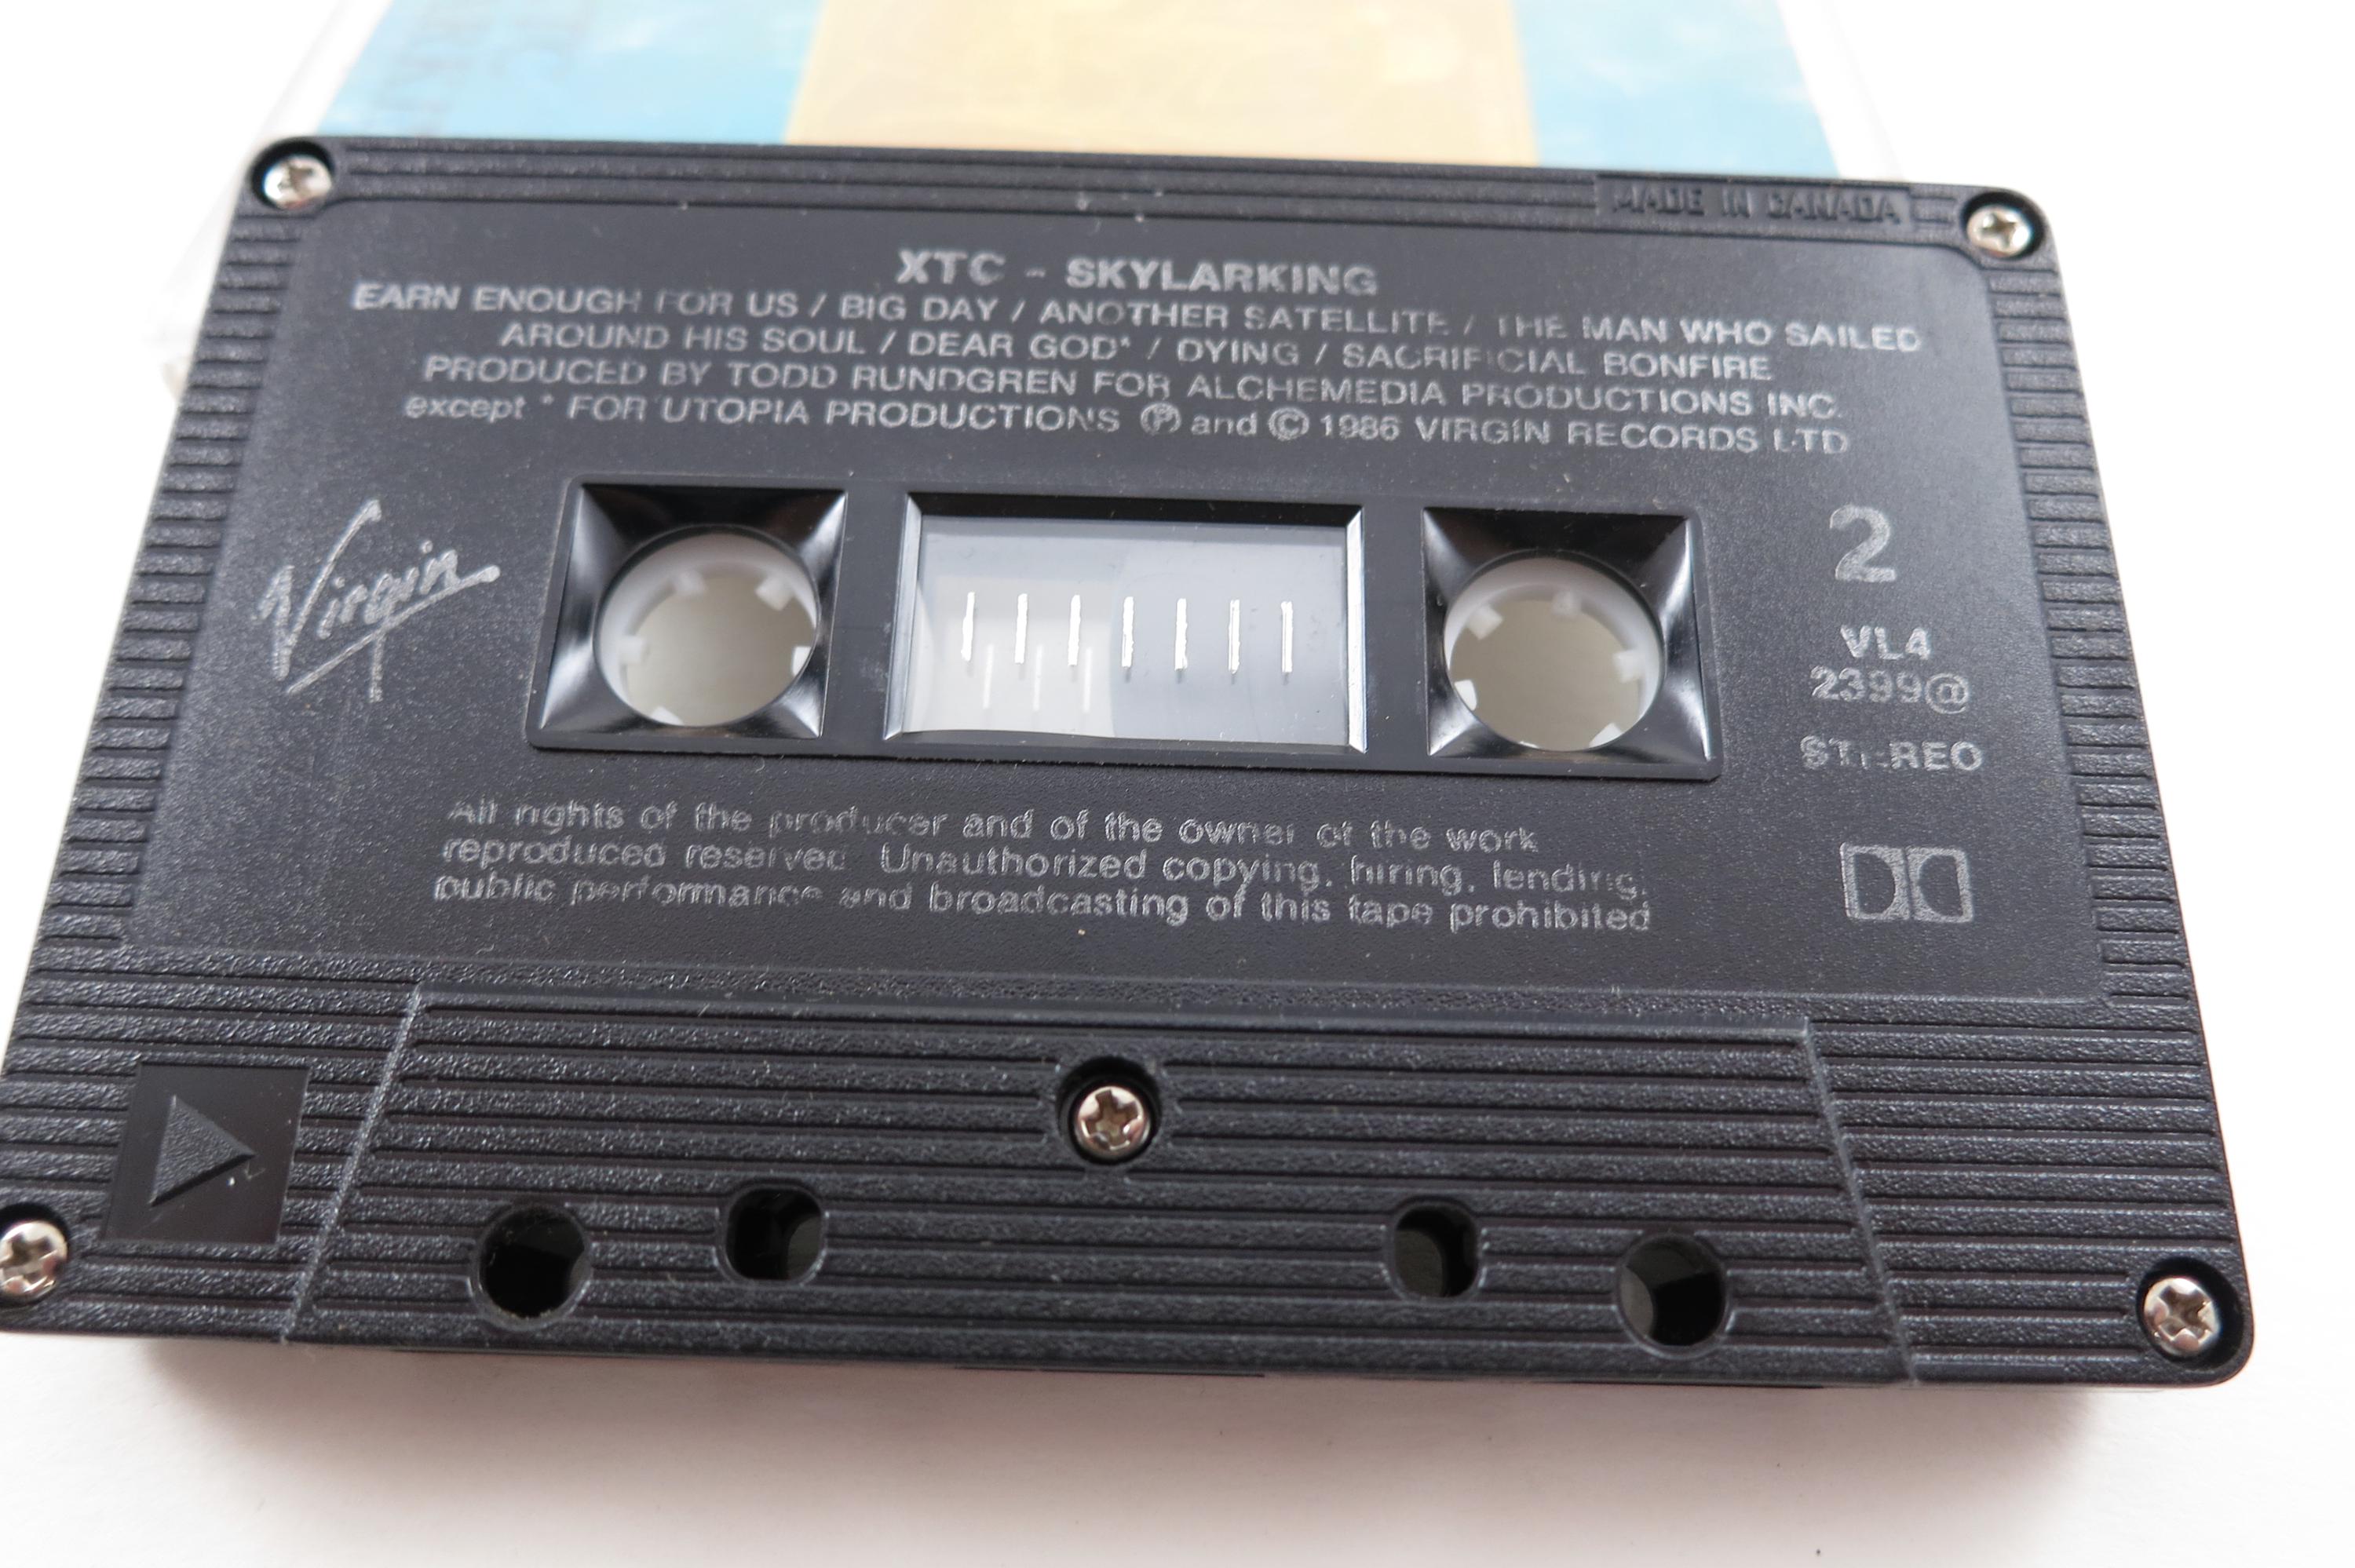 MADE IN CANADA
XTC - SKYLARKING
EARN ENOUGH FOR US / BIG DAY / ANOTHER SATELLITE / THE MAN WHO SAILED
AROUND HIS SOUL / DEAR GOD* / DYING / SACRIFICIAL BONFIRE
PRODUCED BY TODD RUNDGREN FOR ALCHEMEDIA PRODUCTIONS INC.
except * FOR UTOPIA PRODUCTIONS ℗ and © 1986 VIRGIN RECORDS LTD
Virgin
2
VL4
2399@
STEREO
All rights of the producer and of the owner of the work
reproduced reserved Unauthorized copying, hiring, lending,
public performance and broadcasting of this tape prohibited